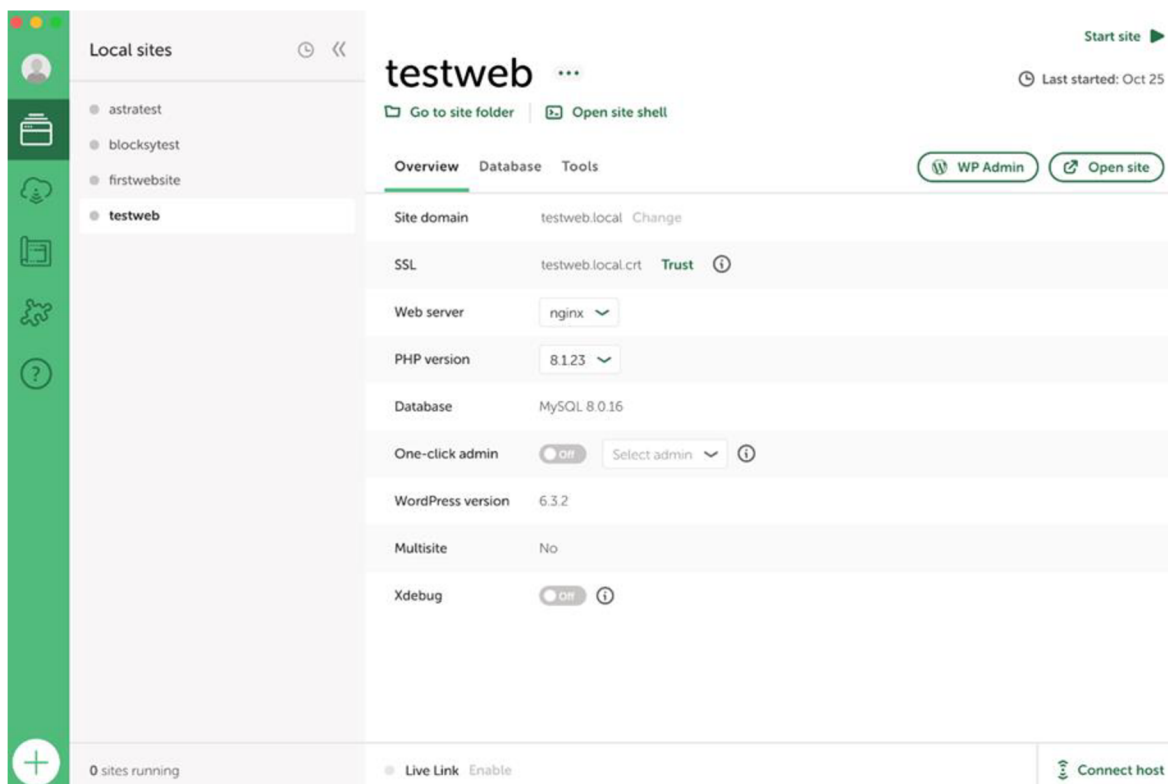 Local sites
astratest
blocksytest
firstwebsite
testweb
0 sites running
Start site
testweb ...
Last started: Oct 25
Go to site folder Open site shell
Overview Database Tools WP Admin Open site
Site domain testweb.local Change
SSL testweb.local.crt Trust
Web server nginx
PHP version 8.1.23
Database MySQL 8.0.16
One-click admin Off Select admin
WordPress version 6.3.2
Multisite No
Xdebug Off
Live Link Enable Connect host